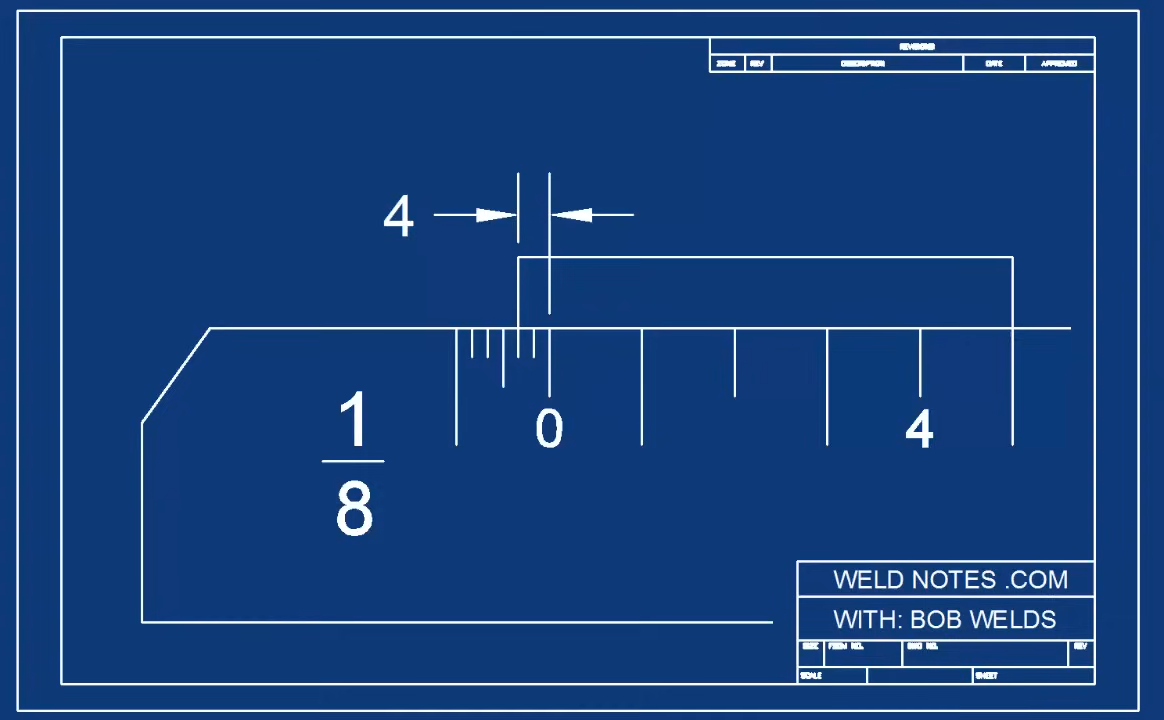 REVISIONS
ZONE REV DESCRIPTION DATE APPROVED
4
1
8
0 4
WELD NOTES .COM
WITH: BOB WELDS
SIZE FSCM NO. DWG NO. REV
SCALE SHEET